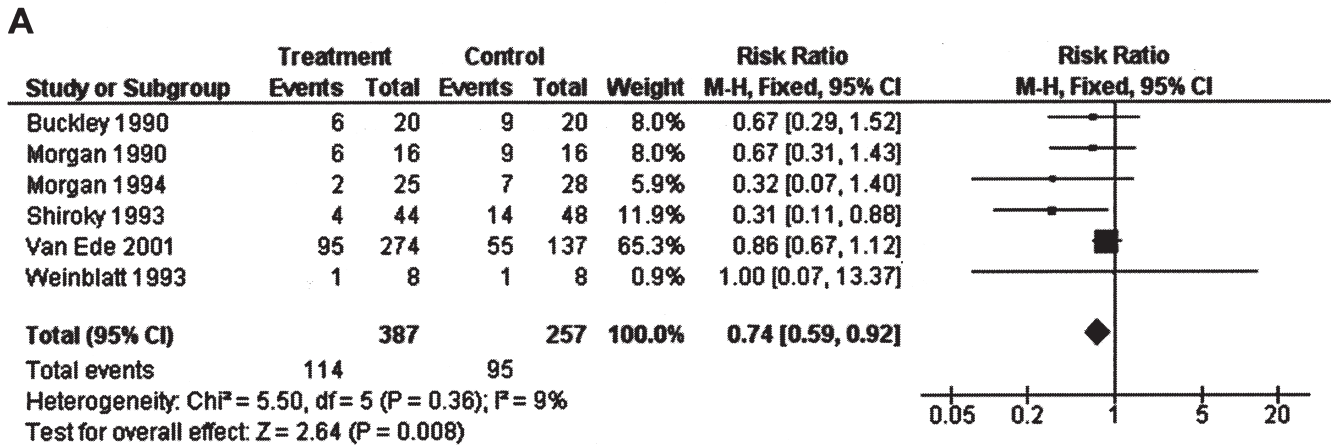 A
Treatment Control Risk Ratio Risk Ratio
Study or Subgroup Events Total Events Total Weight M-H, Fixed, 95% CI M-H, Fixed, 95% CI
Buckley 1990 6 20 9 20 8.0% 0.67 [0.29, 1.52]
Morgan 1990 6 16 9 16 8.0% 0.67 [0.31, 1.43]
Morgan 1994 2 25 7 28 5.9% 0.32 [0.07, 1.40]
Shiroky 1993 4 44 14 48 11.9% 0.31 [0.11, 0.88]
Van Ede 2001 95 274 55 137 65.3% 0.86 [0.67, 1.12]
Weinblatt 1993 1 8 1 8 0.9% 1.00 [0.07, 13.37]
Total (95% CI) 387 257 100.0% 0.74 [0.59, 0.92]
Total events 114 95
Heterogeneity: Chi² = 5.50, df = 5 (P = 0.36); I² = 9%
Test for overall effect: Z = 2.64 (P = 0.008)
0.05 0.2 1 5 20